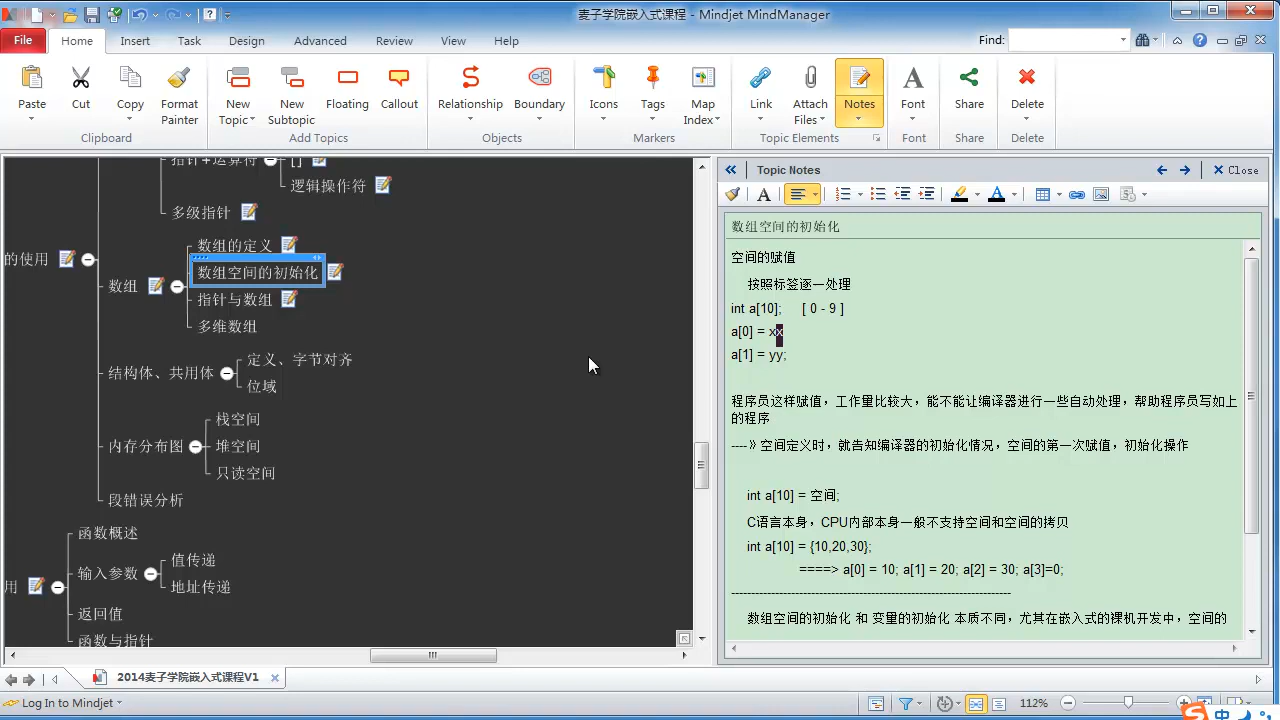 麦子学院嵌入式课程 - Mindjet MindManager
File Home Insert Task Design Advanced Review View Help Find:
Paste Cut Copy Format Painter New Topic New Subtopic Floating Callout Relationship Boundary Icons Tags Map Index Link Attach Files Notes Font Share Delete
Clipboard Add Topics Objects Markers Topic Elements Font Share Delete
指针+运算符 []
逻辑操作符
多级指针
的使用
数组
数组的定义
数组空间的初始化
指针与数组
多维数组
结构体、共用体
定义、字节对齐
位域
内存分布图
栈空间
堆空间
只读空间
段错误分析
用
函数概述
输入参数
值传递
地址传递
返回值
函数与指针
Topic Notes Close
数组空间的初始化
空间的赋值
按照标签逐一处理
int a[10]; [ 0 - 9 ]
a[0] = xx
a[1] = yy;
程序员这样赋值，工作量比较大，能不能让编译器进行一些自动处理，帮助程序员写如上
的程序
----》空间定义时，就告知编译器的初始化情况，空间的第一次赋值，初始化操作
int a[10] = 空间;
C语言本身，CPU内部本身一般不支持空间和空间的拷贝
int a[10] = {10,20,30};
====> a[0] = 10; a[1] = 20; a[2] = 30; a[3]=0;
----------------------------------------------------------------------
数组空间的初始化 和 变量的初始化 本质不同，尤其在嵌入式的裸机开发中，空间的
2014麦子学院嵌入式课程V1
Log In to Mindjet 112%
中